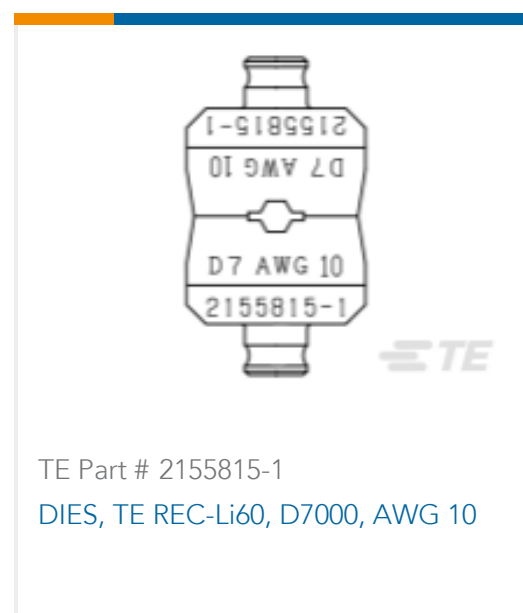 2155815-1
D7 AWG 10
D7 AWG 10
2155815-1
TE
TE Part # 2155815-1
DIES, TE REC-Li60, D7000, AWG 10